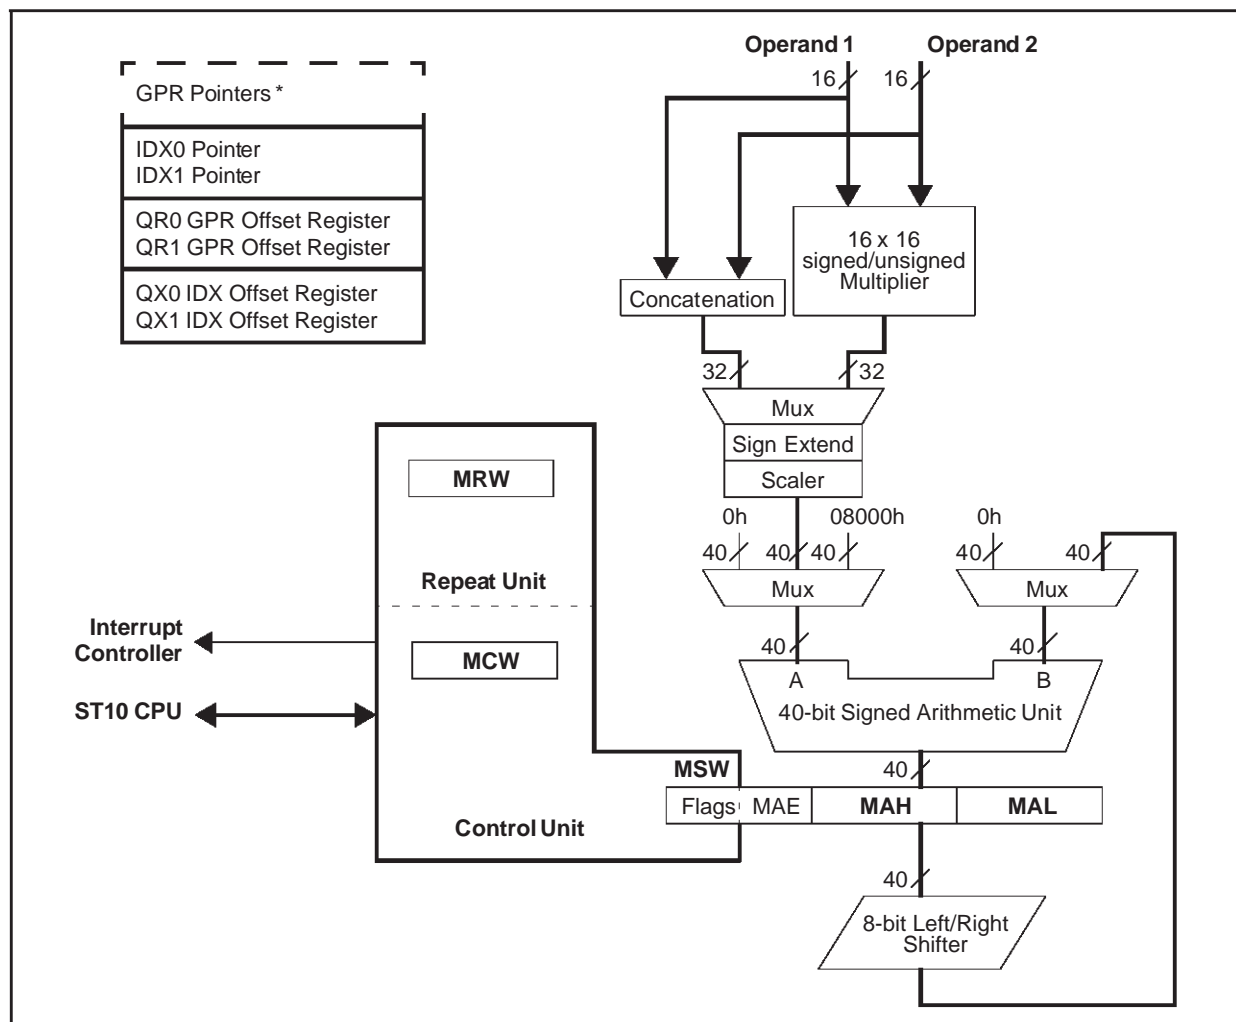 Operand 1
Operand 2
16
16
GPR Pointers *
IDX0 Pointer
IDX1 Pointer
QR0 GPR Offset Register
QR1 GPR Offset Register
QX0 IDX Offset Register
QX1 IDX Offset Register
16 x 16
signed/unsigned
Multiplier
Concatenation
32
32
Mux
Sign Extend
Scaler
MRW
0h
08000h
0h
40
40
40
40
40
Repeat Unit
Mux
Mux
Interrupt
Controller
MCW
40
40
A
B
ST10 CPU
40-bit Signed Arithmetic Unit
MSW
40
Flags
MAE
MAH
MAL
Control Unit
40
8-bit Left/Right
Shifter